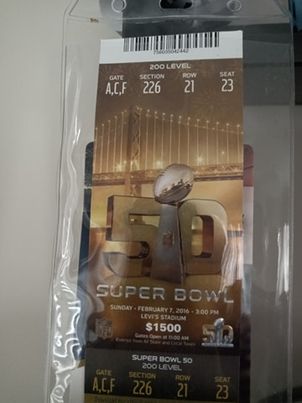 200 LEVEL
GATE SECTION ROW SEAT
A,C,F 226 21 23
50
SUPER BOWL
SUNDAY - FEBRUARY 7, 2016 - 3:00 PM
LEVI'S STADIUM
$1500
Gates Open at 11:00 AM
SUPER BOWL 50
200 LEVEL
GATE SECTION ROW SEAT
A,C,F 226 21 23